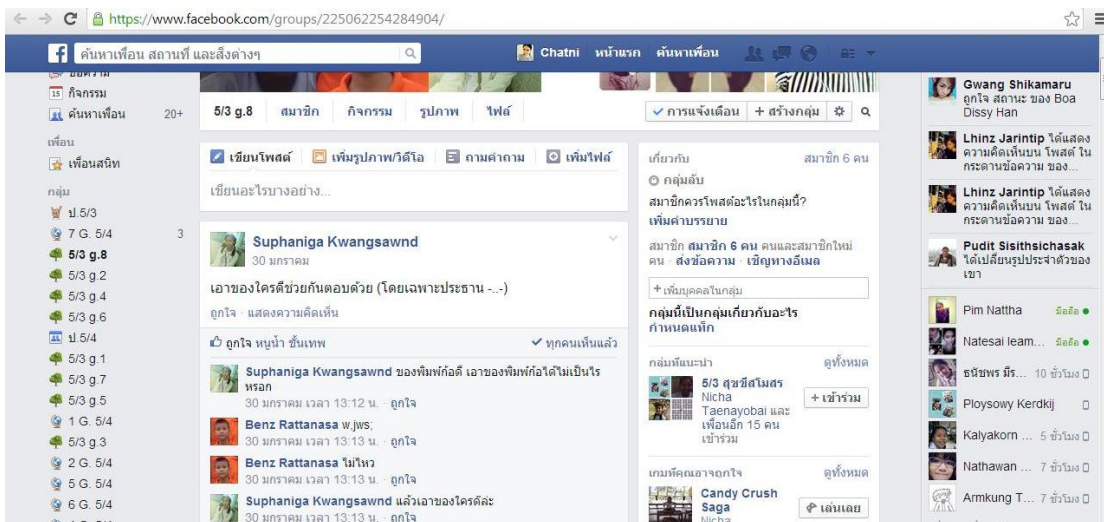 https://www.facebook.com/groups/225062254284904/
ค้นหาเพื่อน สถานที่ และสิ่งต่างๆ
Chatni หน้าแรก ค้นหาเพื่อน
ข้อความ
15 กิจกรรม
ค้นหาเพื่อน 20+
เพื่อน
เพื่อนสนิท
กลุ่ม
ป.5/3
7 G. 5/4 3
5/3 g.8
5/3 g.2
5/3 g.4
5/3 g.6
ป.5/4
5/3 g.1
5/3 g.7
5/3 g.5
1 G. 5/4
5/3 g.3
2 G. 5/4
5 G. 5/4
6 G. 5/4
5/3 g.8 สมาชิก กิจกรรม รูปภาพ ไฟล์
✓ การแจ้งเตือน + สร้างกลุ่ม
เขียนโพสต์ เพิ่มรูปภาพ/วิดีโอ ถามคำถาม เพิ่มไฟล์
เขียนอะไรบางอย่าง...
Suphaniga Kwangsawnd
30 มกราคม
เอาของใครดีช่วยกันตอบด้วย (โดยเฉพาะประธาน -..-)
ถูกใจ · แสดงความคิดเห็น
ถูกใจ หนูน้ำ ชั้นเทพ ✓ ทุกคนเห็นแล้ว
Suphaniga Kwangsawnd ของพิมพ์ก้อดี เอาของพิมพ์ก้อได้ไม่เป็นไร
หรอก
30 มกราคม เวลา 13:12 น. · ถูกใจ
Benz Rattanasa w,jws;
30 มกราคม เวลา 13:13 น. · ถูกใจ
Benz Rattanasa ไม่ไหว
30 มกราคม เวลา 13:13 น. · ถูกใจ
Suphaniga Kwangsawnd แล้วเอาของใครดีล่ะ
30 มกราคม เวลา 13:13 น. · ถูกใจ
เกี่ยวกับ สมาชิก 6 คน
กลุ่มลับ
สมาชิกควรโพสต์อะไรในกลุ่มนี้?
เพิ่มคำบรรยาย
สมาชิก สมาชิก 6 คน คนและสมาชิกใหม่
คน · ส่งข้อความ · เชิญทางอีเมล
+ เพิ่มบุคคลในกลุ่ม
กลุ่มนี้เป็นกลุ่มเกี่ยวกับอะไร
กำหนดแท็ก
กลุ่มที่แนะนำ ดูทั้งหมด
5/3 สุขขีสโมสร
Nicha
Taenayobai และ
เพื่อนอีก 15 คน
เข้าร่วม
+ เข้าร่วม
เกมที่คุณอาจถูกใจ ดูทั้งหมด
Candy Crush
Saga
Nicha
เล่นเลย
Gwang Shikamaru
ถูกใจ สถานะ ของ Boa
Dissy Han
Lhinz Jarintip ได้แสดง
ความคิดเห็นบน โพสต์ ใน
กระดานข้อความ ของ...
Lhinz Jarintip ได้แสดง
ความคิดเห็นบน โพสต์ ใน
กระดานข้อความ ของ...
Pudit Sisithsichasak
ได้เปลี่ยนรูปประจำตัวของ
เขา
Pim Nattha มือถือ
Natesai leam... มือถือ
ธนัชพร มีร... 10 ชั่วโมง
Ploysowy Kerdkij
Kalyakorn ... 5 ชั่วโมง
Nathawan ... 7 ชั่วโมง
Armkung T... 7 ชั่วโมง